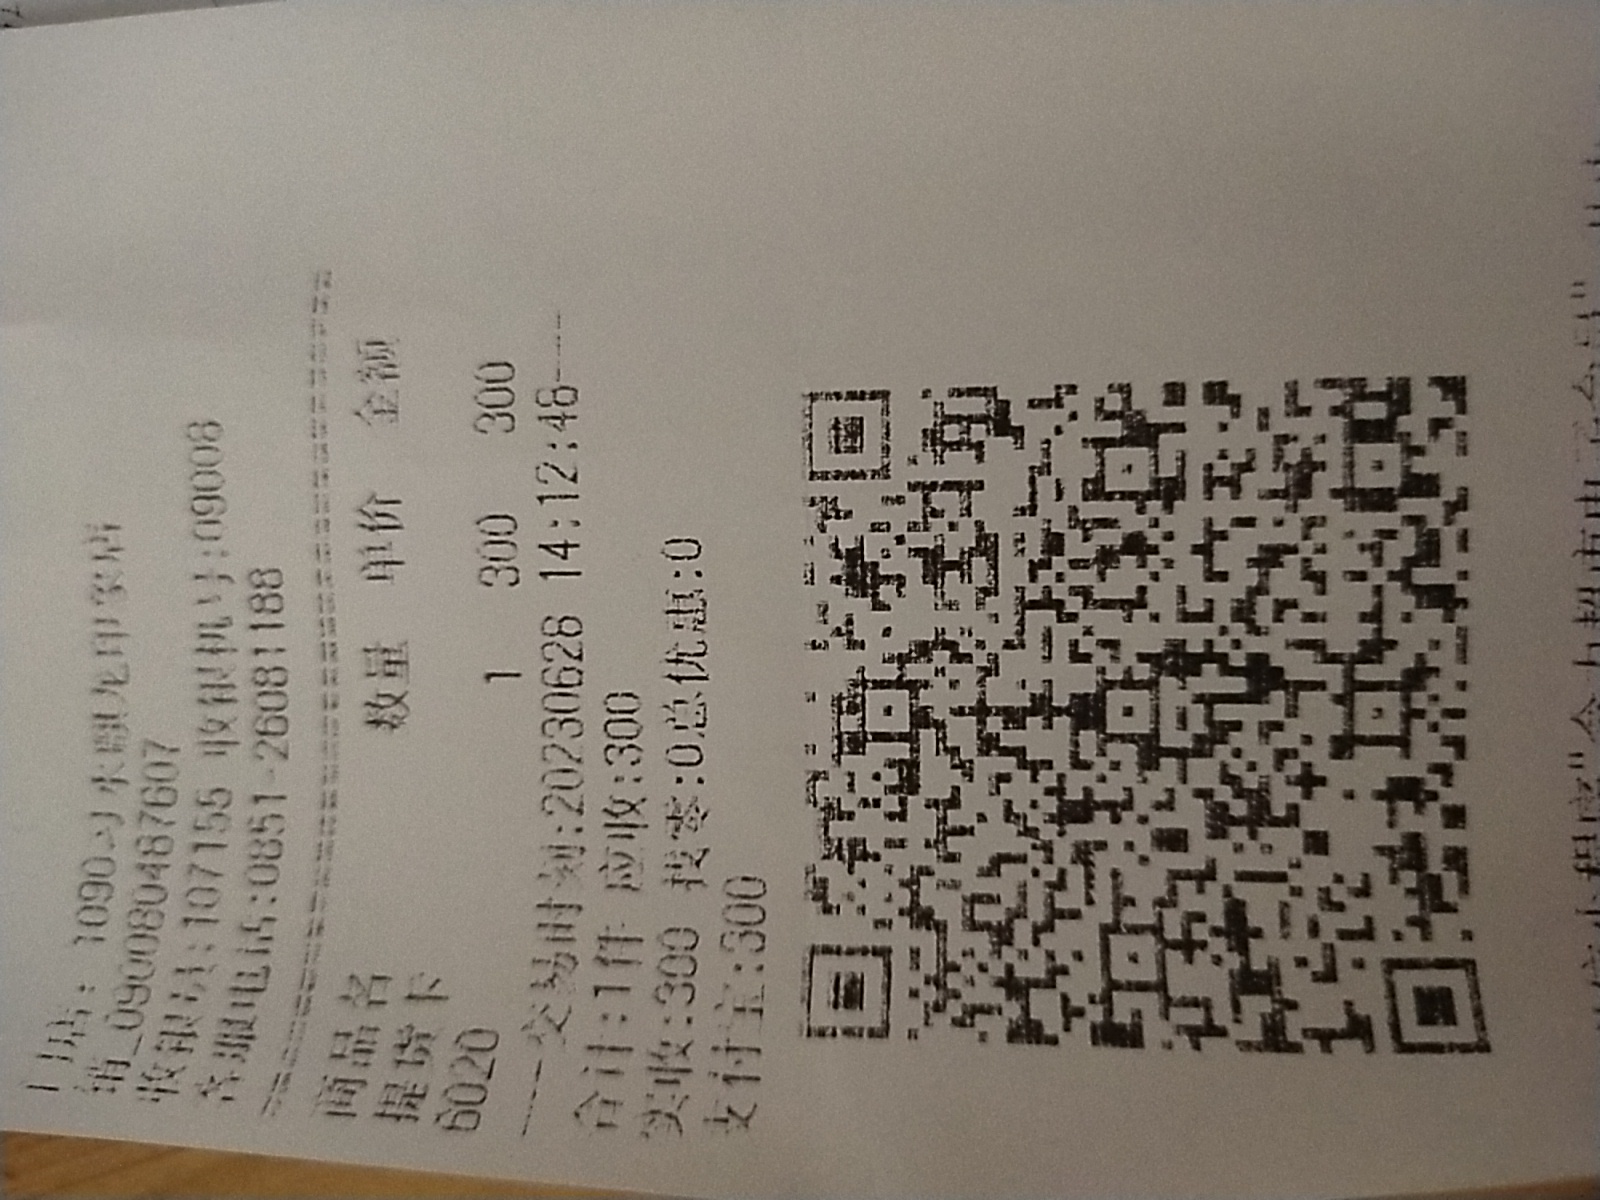 门店: 1090习水麒龙印象店
销_090080487607
收银员:107155 收银机号:09008
客服电话:0851-26081188
商品名 数量 单价 金额
提货卡
6020 1 300 300
----交易时刻:20230628 14:12:48----
合计:1件 应收:300
实收:300 找零:0总优惠:0
支付宝:300